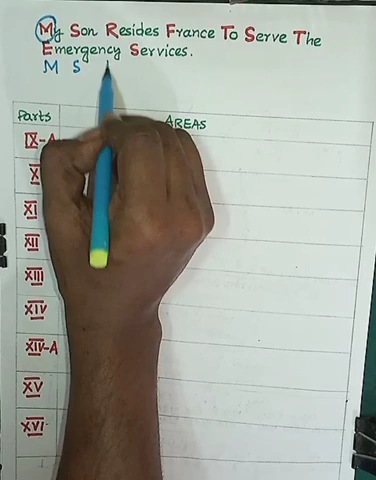 My Son Resides France To Serve The
Emergency Services.
M S
Parts
AREAS
IX-A
X
XI
XII
XIII
XIV
XIV-A
XV
XVI